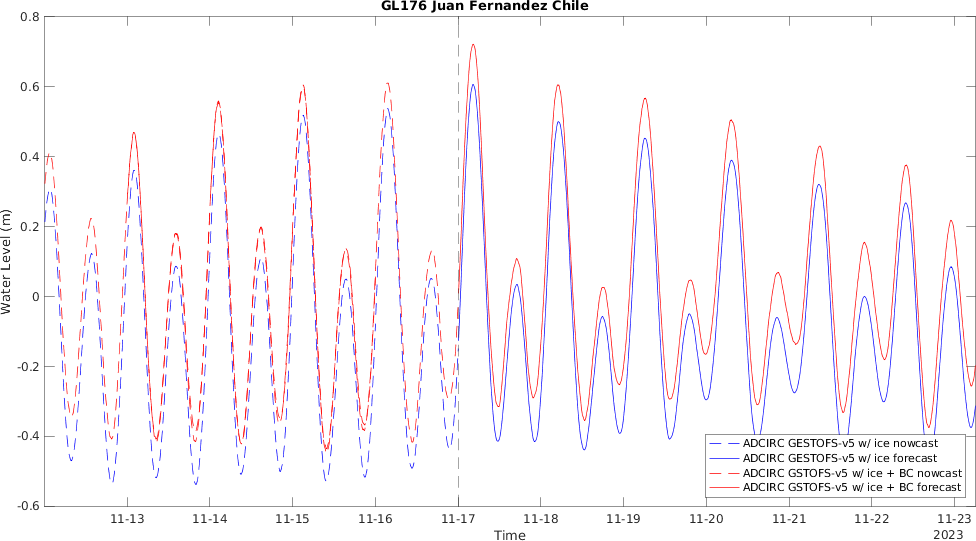 GL176 Juan Fernandez Chile
Water Level (m)
0.8
0.6
0.4
0.2
0
-0.2
-0.4
-0.6
ADCIRC GESTOFS-v5 w/ ice nowcast
ADCIRC GESTOFS-v5 w/ ice forecast
ADCIRC GSTOFS-v5 w/ ice + BC nowcast
ADCIRC GSTOFS-v5 w/ ice + BC forecast
11-13 11-14 11-15 11-16 11-17 11-18 11-19 11-20 11-21 11-22 11-23
Time
2023